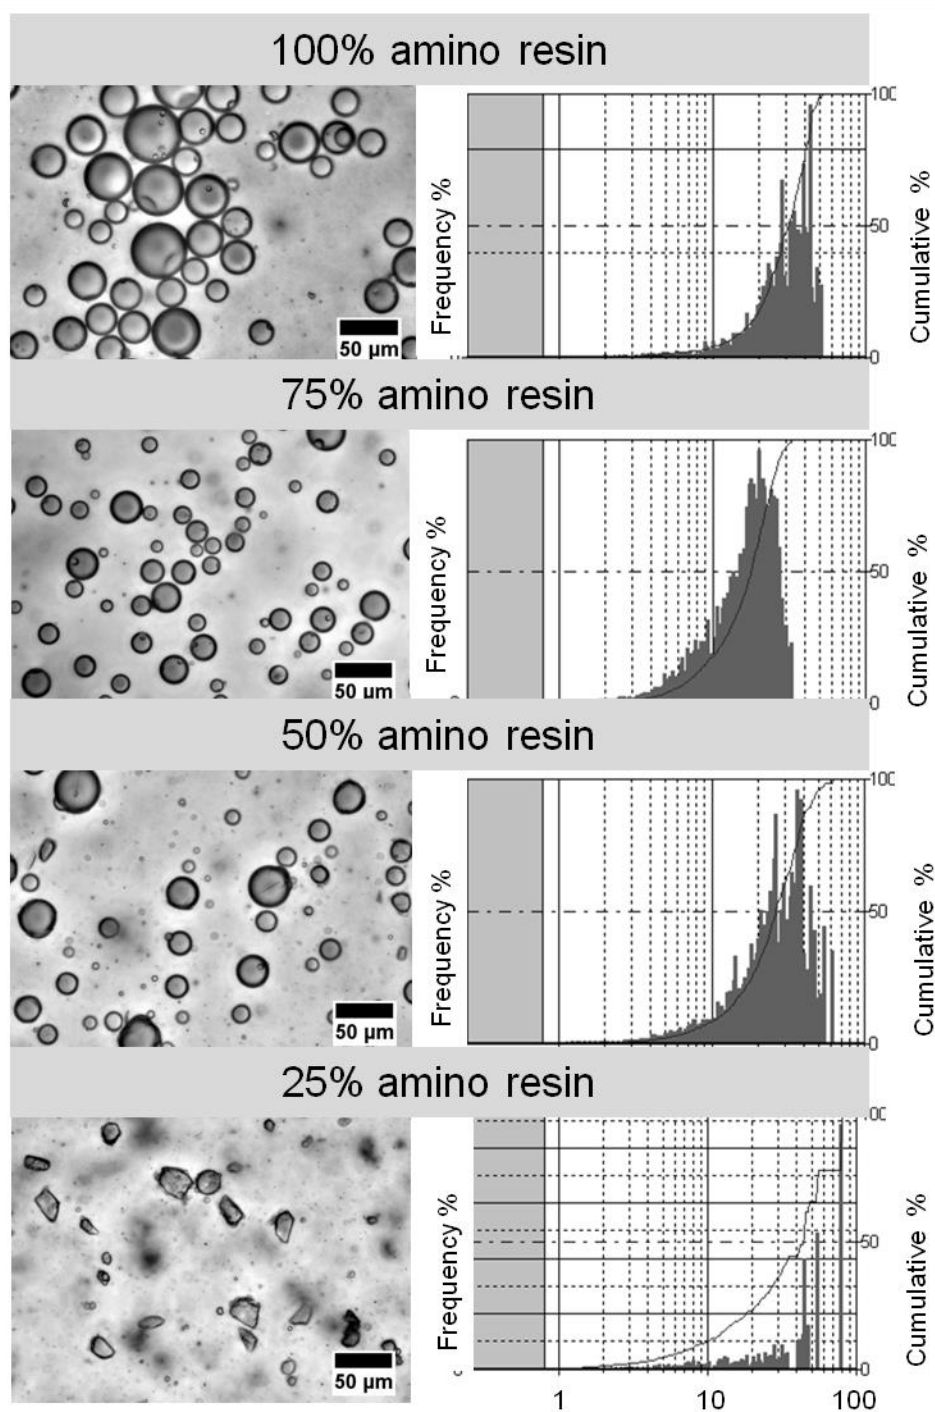 100% amino resin
50 µm
Frequency %
100
50
0
Cumulative %
75% amino resin
50 µm
Frequency %
100
50
0
Cumulative %
50% amino resin
50 µm
Frequency %
100
50
0
Cumulative %
25% amino resin
50 µm
Frequency %
50
0
Cumulative %
1 10 100